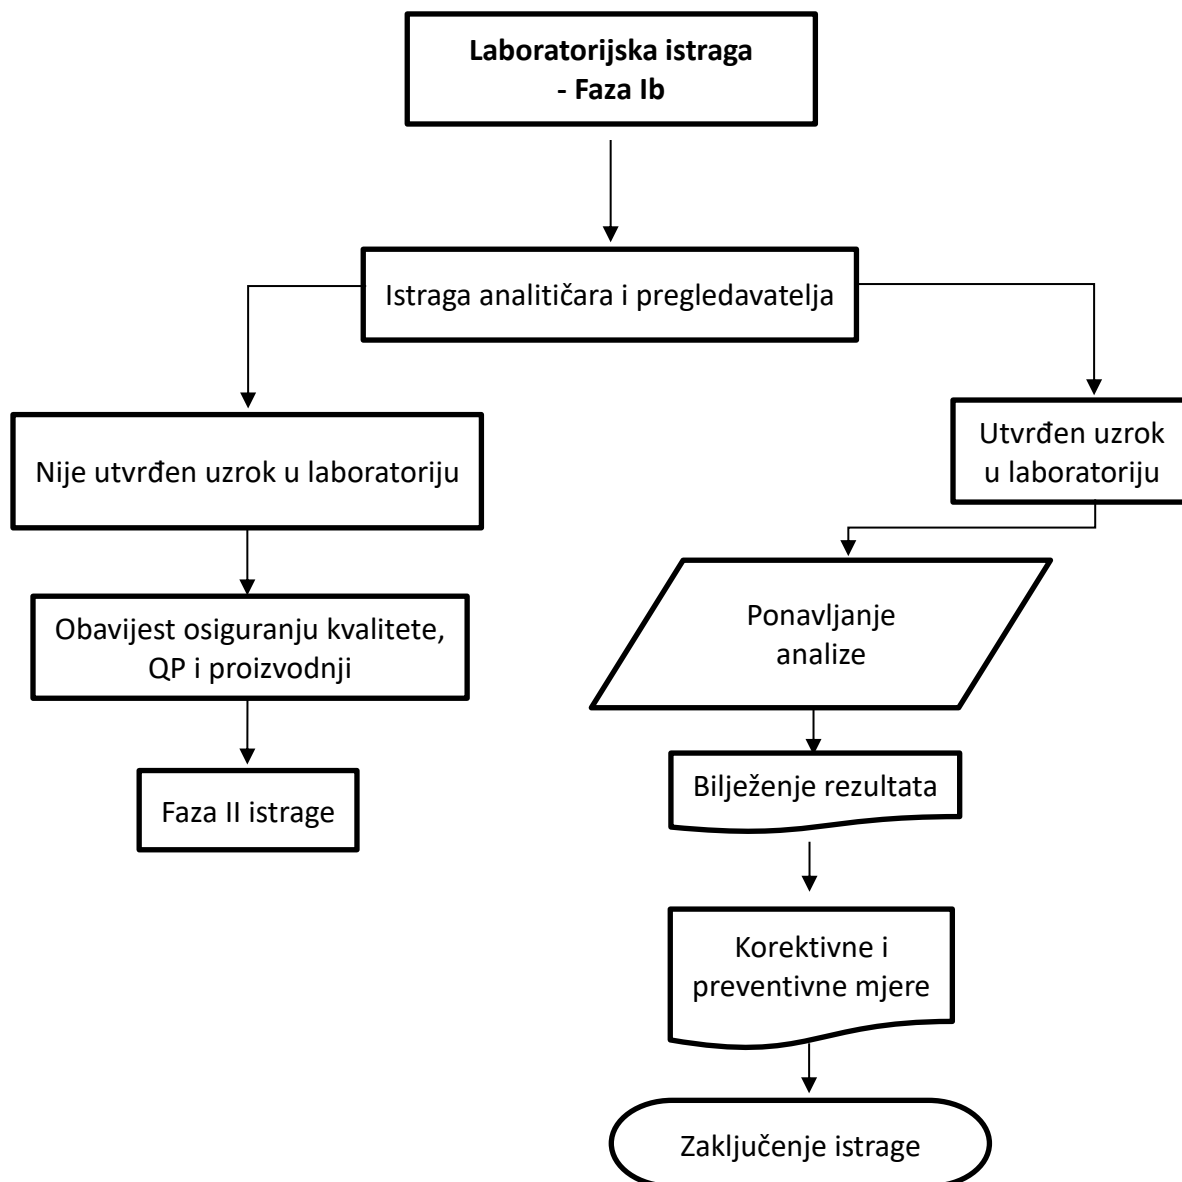 Laboratorijska istraga
- Faza Ib
Istraga analitičara i pregledavatelja
Nije utvrđen uzrok u laboratoriju
Utvrđen uzrok
u laboratoriju
Obavijest osiguranju kvalitete,
QP i proizvodnji
Ponavljanje
analize
Faza II istrage
Bilježenje rezultata
Korektivne i
preventivne mjere
Zaključenje istrage